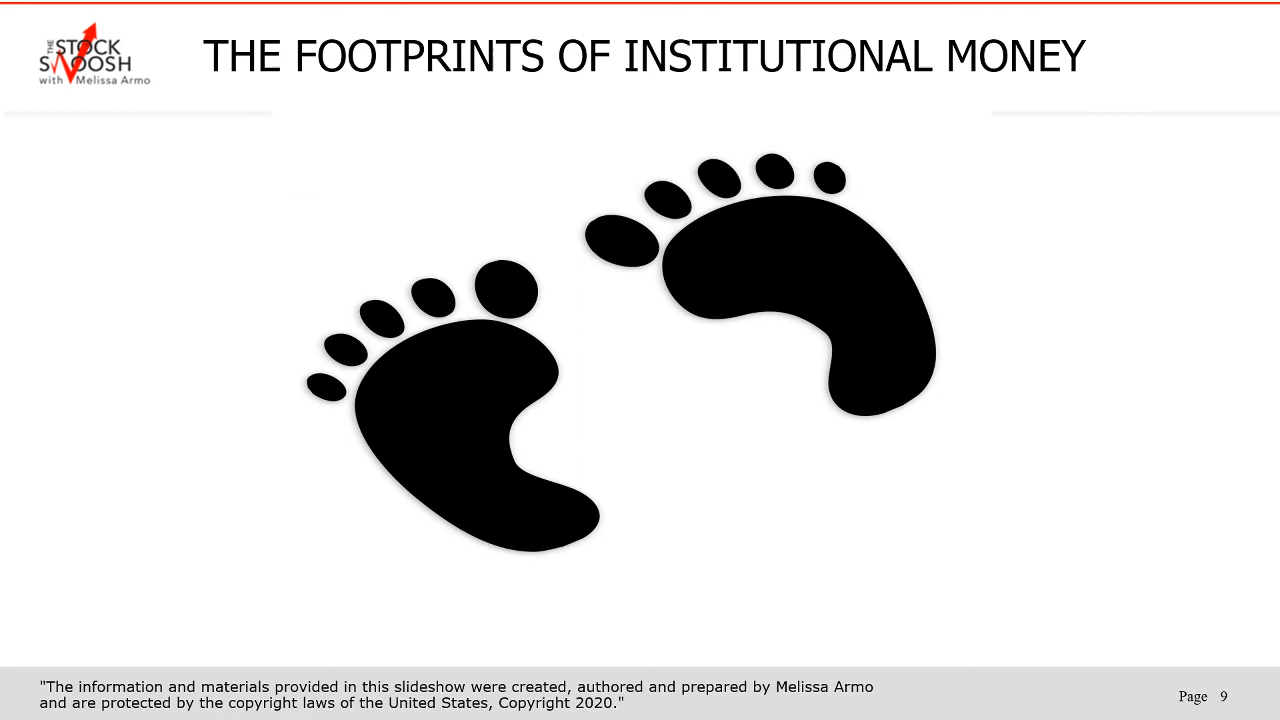 THE
STOCK
SWOOSH
with Melissa Armo
THE FOOTPRINTS OF INSTITUTIONAL MONEY
"The information and materials provided in this slideshow were created, authored and prepared by Melissa Armo
and are protected by the copyright laws of the United States, Copyright 2020."
Page 9